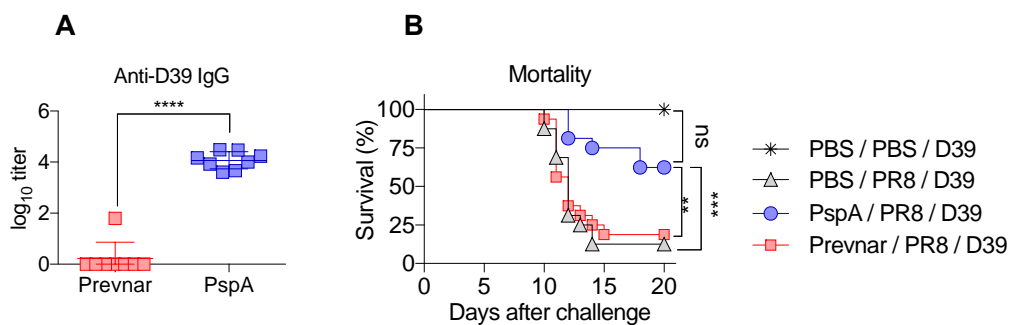 A
Anti-D39 IgG
****
log10 titer
6
4
2
0
Prevnar
PspA
B
Mortality
Survival (%)
100
75
50
25
0
0
5
10
15
20
Days after challenge
ns
**
***
PBS / PBS / D39
PBS / PR8 / D39
PspA / PR8 / D39
Prevnar / PR8 / D39